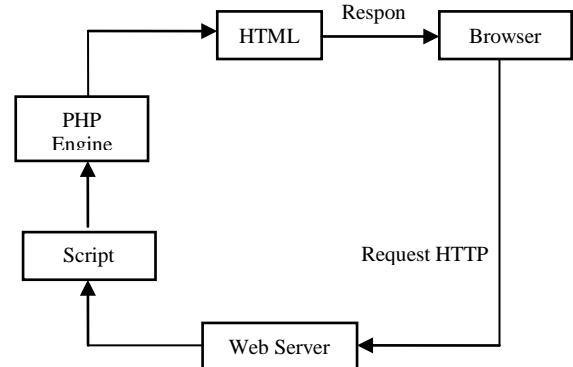 Respon
HTML
Browser
PHP
Engine
Script
Request HTTP
Web Server